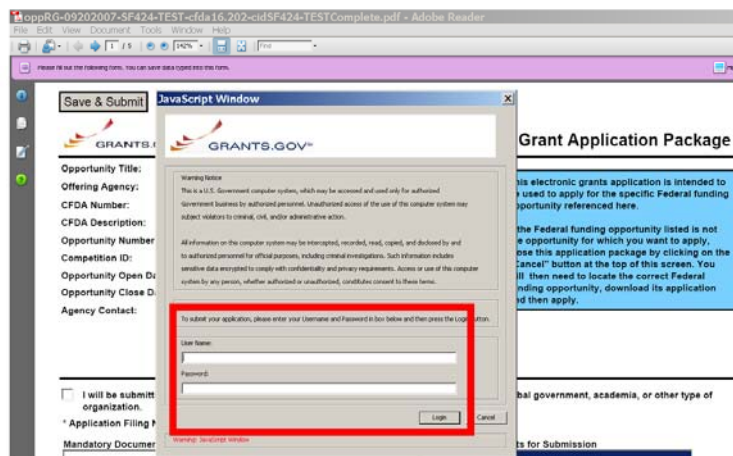 oppRG-09202007-SF424-TEST-cfda16.202-cidSF424-TESTComplete.pdf - Adobe Reader
File Edit View Document Tools Window Help
1 / 5 142% Find
Please fill out the following form. You can save data typed into this form.
Save & Submit
JavaScript Window
GRANTS.GOV
GRANTS.GOV℠
Grant Application Package
Opportunity Title:
Offering Agency:
CFDA Number:
CFDA Description:
Opportunity Number
Competition ID:
Opportunity Open Da
Opportunity Close D
Agency Contact:
Warning Notice
This is a U.S. Government computer system, which may be accessed and used only for authorized
Government business by authorized personnel. Unauthorized access of the use of this computer system may
subject violators to criminal, civil, and/or administrative action.
All information on this computer system may be intercepted, recorded, read, copied, and disclosed by and
to authorized personnel for official purposes, including criminal investigations. Such information includes
sensitive data encrypted to comply with confidentiality and privacy requirements. Access or use of this computer
system by any person, whether authorized or unauthorized, constitutes consent to these terms.
his electronic grants application is intended to
e used to apply for the specific Federal funding
pportunity referenced here.
the Federal funding opportunity listed is not
e opportunity for which you want to apply,
ose this application package by clicking on the
Cancel" button at the top of this screen. You
ill then need to locate the correct Federal
nding opportunity, download its application
nd then apply.
To submit your application, please enter your Username and Password in box below and then press the Login button.
User Name:
Password:
Login Cancel
Warning: JavaScript Window
I will be submitt
bal government, academia, or other type of
organization.
* Application Filing N
Mandatory Documen
ts for Submission